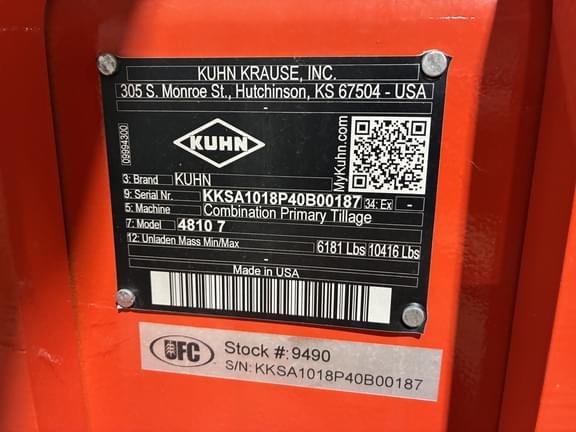 KUHN KRAUSE, INC.
305 S. Monroe St., Hutchinson, KS 67504 - USA
-
09994300
KUHN
MyKuhn.com
3: Brand KUHN
9: Serial Nr. KKSA1018P40B00187 34: Ex -
5: Machine Combination Primary Tillage
7: Model 4810 7
12: Unladen Mass Min/Max 6181 Lbs 10416 Lbs
-
Made in USA
UFC Stock #: 9490
S/N: KKSA1018P40B00187